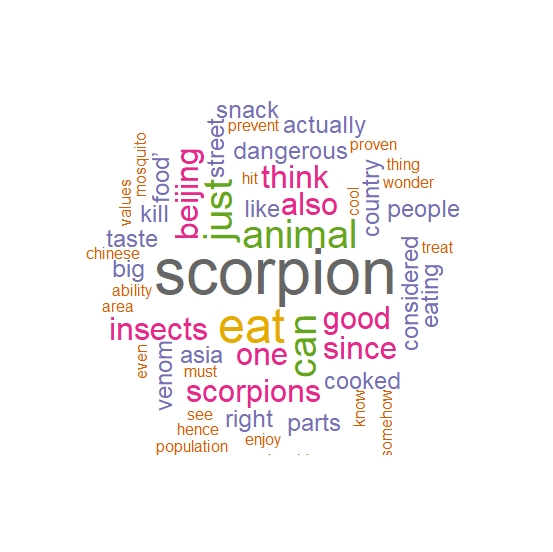 snack
prevent
actually
street
dangerous
proven
mosquito
food’
beijing
just
hit
think
thing
wonder
values
kill
like
also
cool
country
people
taste
animal
chinese
big
scorpion
considered
treat
eating
ability
area
insects
eat
can
good
since
even
venom
asia
one
must
scorpions
cooked
see
right
parts
know
somehow
hence
enjoy
population